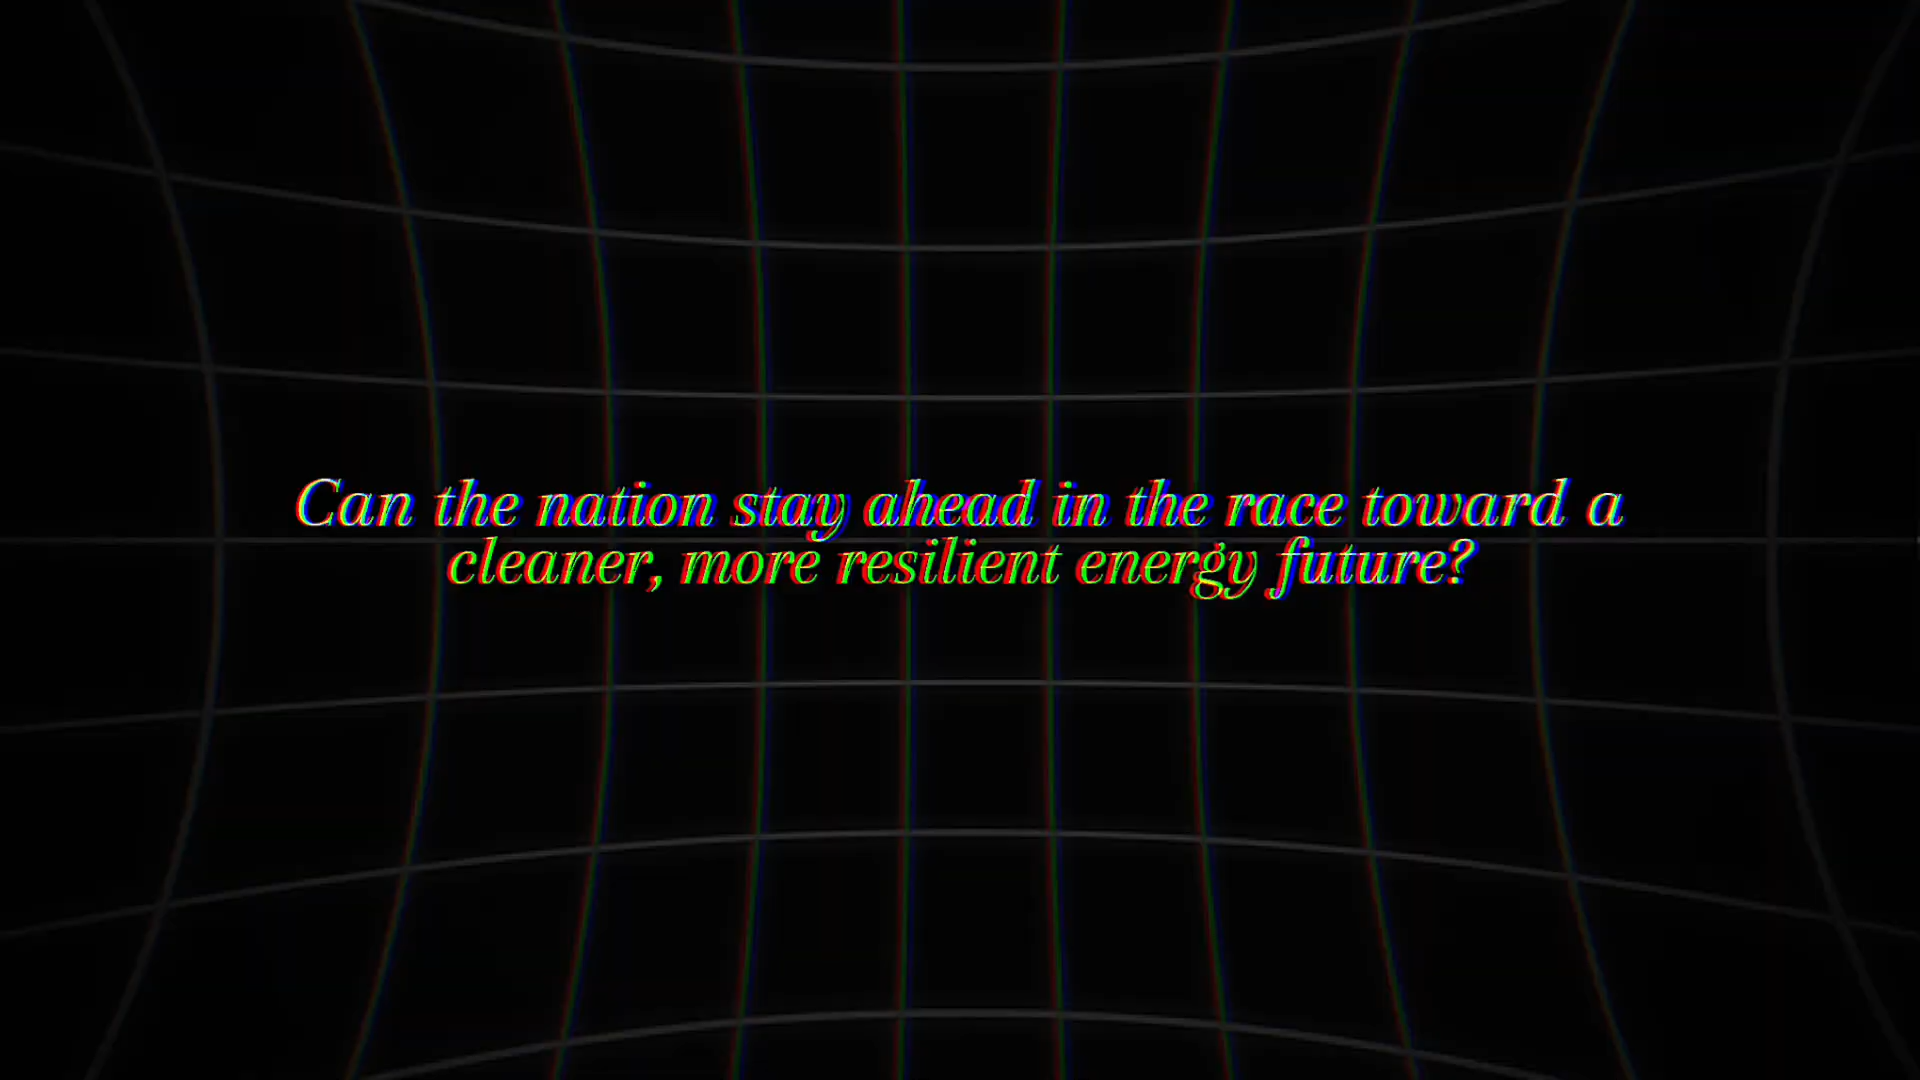 Can the nation stay ahead in the race toward a
cleaner, more resilient energy future?